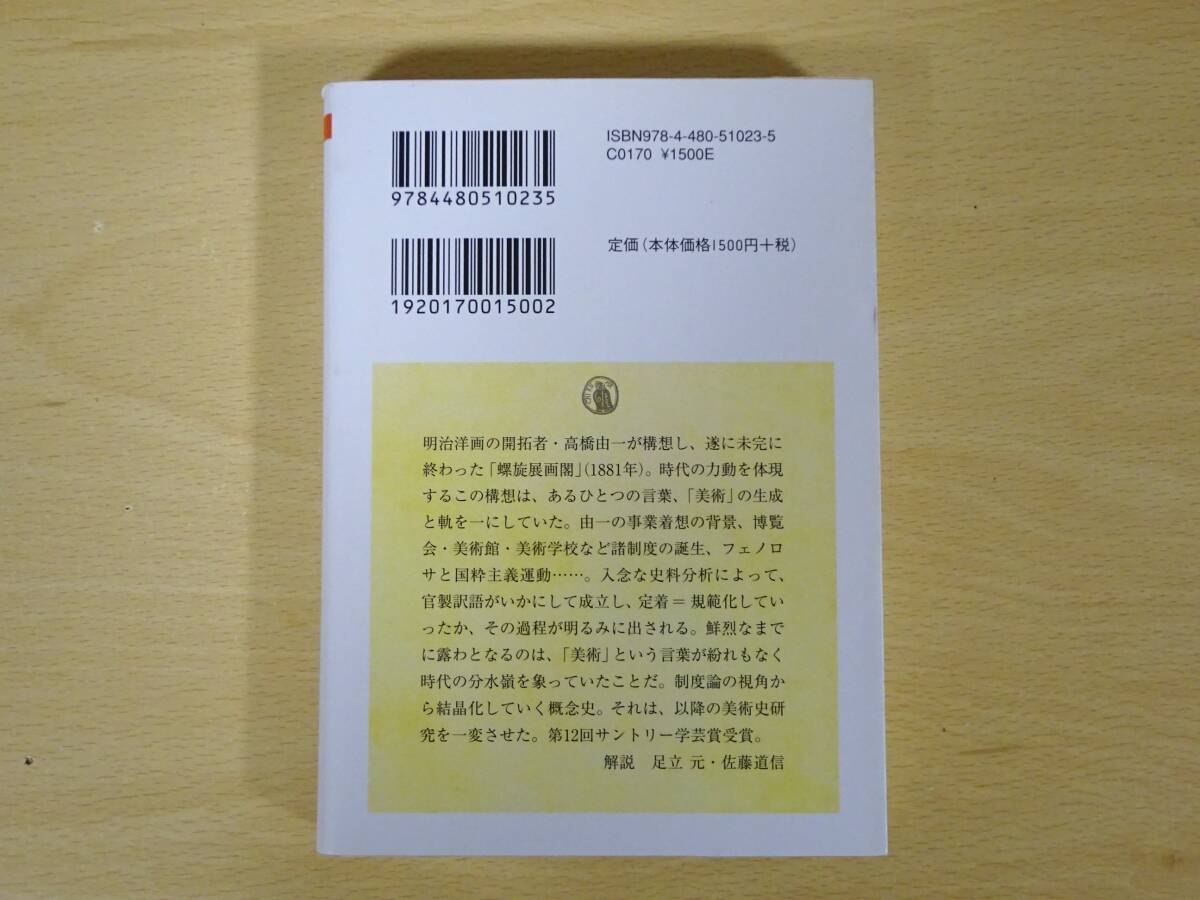 ISBN978-4-480-51023-5
C0170 ¥1500E
9784480510235
定価(本体価格1500円+税)
1920170015002
明治洋画の開拓者・高橋由一が構想し、遂に未完に
終わった「螺旋展画閣」(1881年)。時代の力動を体現
するこの構想は、あるひとつの言葉、「美術」の生成
と軌を一にしていた。由一の事業着想の背景、博覧
会・美術館・美術学校など諸制度の誕生、フェノロ
サと国粋主義運動……。入念な史料分析によって、
官製訳語がいかにして成立し、定着=規範化してい
ったか、その過程が明るみに出される。鮮烈なまで
に露わとなるのは、「美術」という言葉が紛れもなく
時代の分水嶺を象っていたことだ。制度論の視角か
ら結晶化していく概念史。それは、以降の美術史研
究を一変させた。第12回サントリー学芸賞受賞。
解説 足立 元・佐藤道信